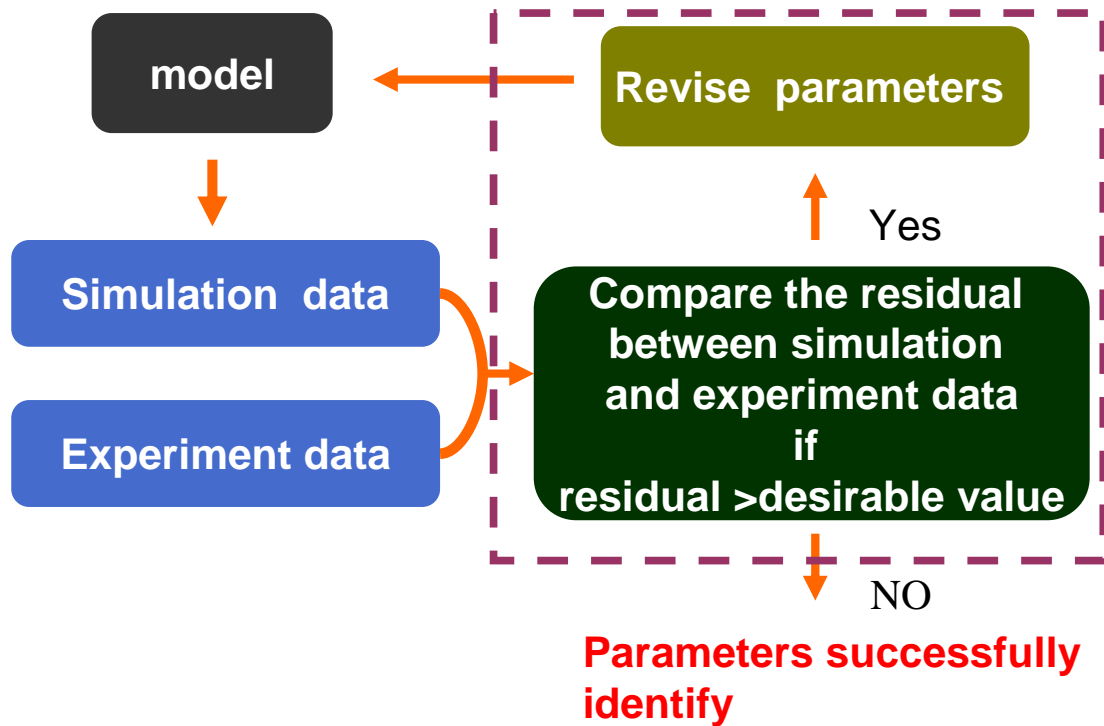 model
Revise parameters
Yes
Simulation data
Experiment data
Compare the residual
between simulation
and experiment data
if
residual >desirable value
NO
Parameters successfully
identify